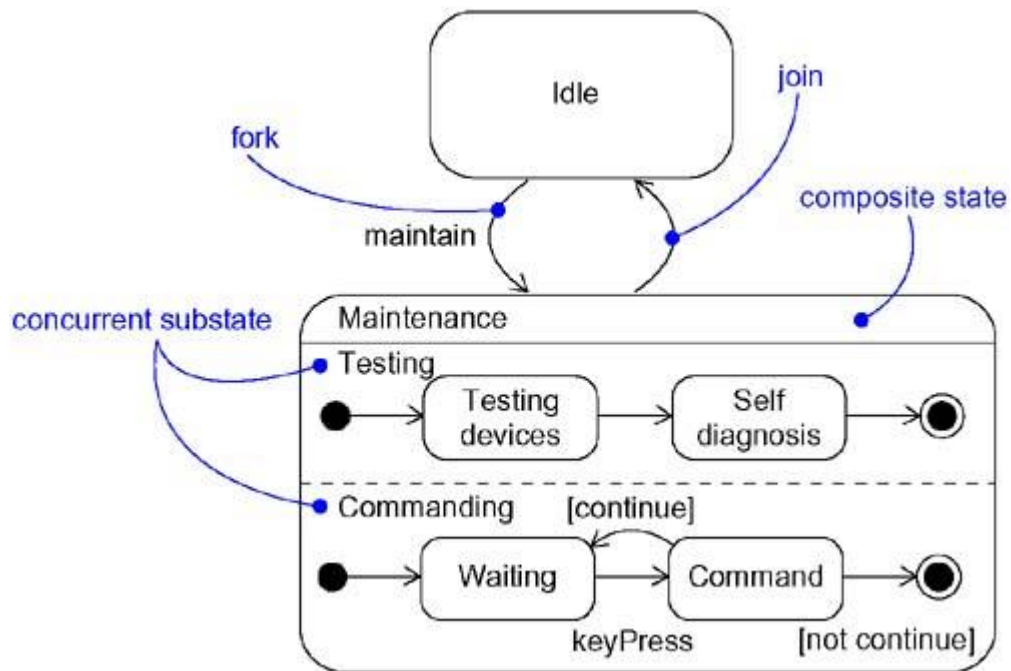 Idle
join
fork
maintain
composite state
concurrent substate
Maintenance
Testing
Testing
devices
Self
diagnosis
Commanding
[continue]
Waiting
Command
keyPress
[not continue]